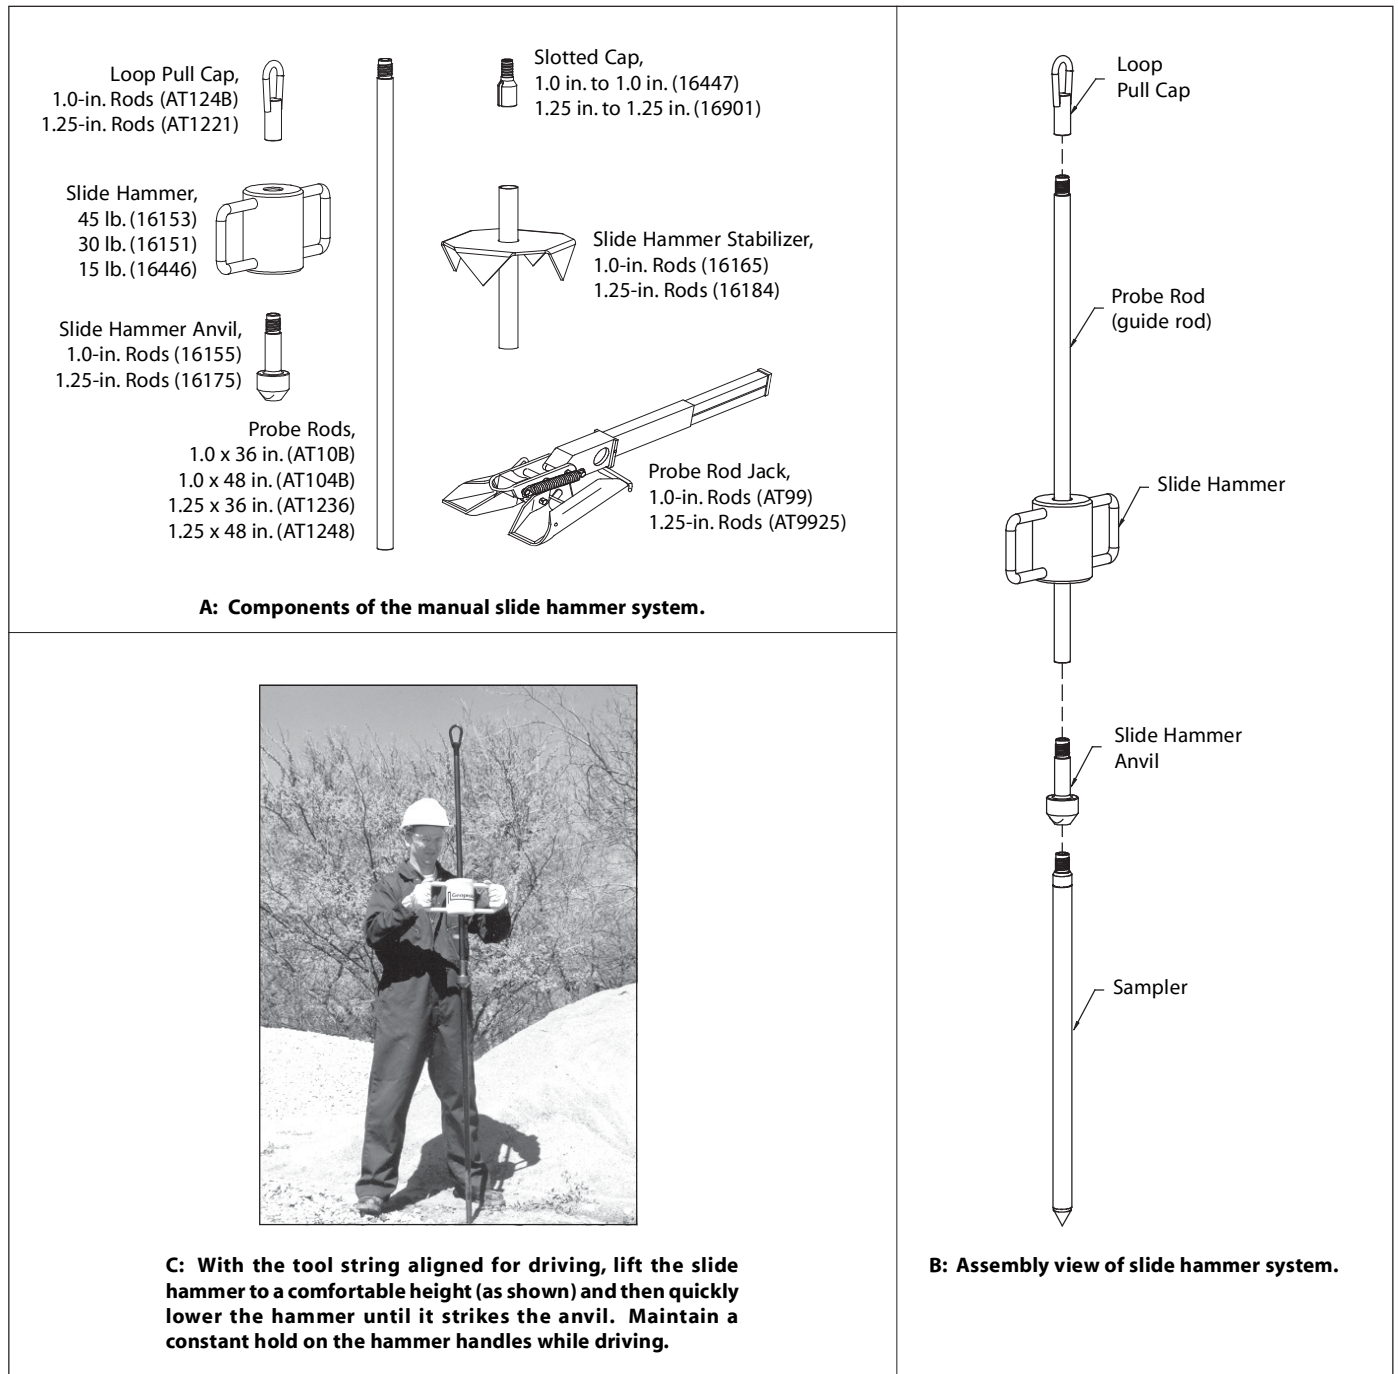 Loop Pull Cap,
1.0-in. Rods (AT124B)
1.25-in. Rods (AT1221)
Slide Hammer,
45 lb. (16153)
30 lb. (16151)
15 lb. (16446)
Slide Hammer Anvil,
1.0-in. Rods (16155)
1.25-in. Rods (16175)
Probe Rods,
1.0 x 36 in. (AT10B)
1.0 x 48 in. (AT104B)
1.25 x 36 in. (AT1236)
1.25 x 48 in. (AT1248)
Slotted Cap,
1.0 in. to 1.0 in. (16447)
1.25 in. to 1.25 in. (16901)
Slide Hammer Stabilizer,
1.0-in. Rods (16165)
1.25-in. Rods (16184)
Probe Rod Jack,
1.0-in. Rods (AT99)
1.25-in. Rods (AT9925)
A: Components of the manual slide hammer system.
C: With the tool string aligned for driving, lift the slide
hammer to a comfortable height (as shown) and then quickly
lower the hammer until it strikes the anvil. Maintain a
constant hold on the hammer handles while driving.
Loop
Pull Cap
Probe Rod
(guide rod)
Slide Hammer
Slide Hammer
Anvil
Sampler
B: Assembly view of slide hammer system.